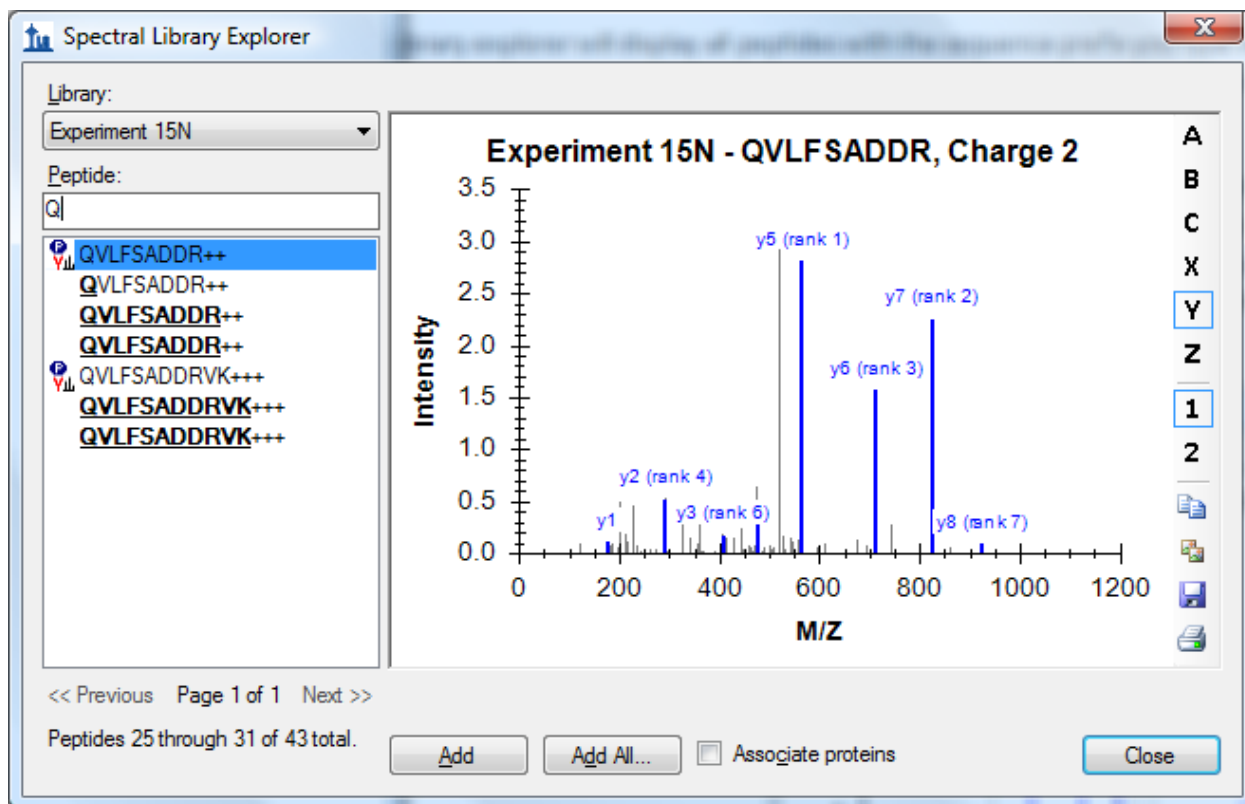 Spectral Library Explorer
Library:
Experiment 15N
Peptide:
Q
QVLFSADDR++
QVLFSADDR++
QVLFSADDR++
QVLFSADDR++
QVLFSADDRVK+++
QVLFSADDRVK+++
QVLFSADDRVK+++
<< Previous Page 1 of 1 Next >>
Peptides 25 through 31 of 43 total.
Experiment 15N - QVLFSADDR, Charge 2
Intensity
3.5
3.0
2.5
2.0
1.5
1.0
0.5
0.0
y5 (rank 1)
y7 (rank 2)
y6 (rank 3)
y2 (rank 4)
y1
y3 (rank 6)
y8 (rank 7)
0 200 400 600 800 1000 1200
M/Z
A
B
C
X
Y
Z
1
2
Add
Add All...
Associate proteins
Close